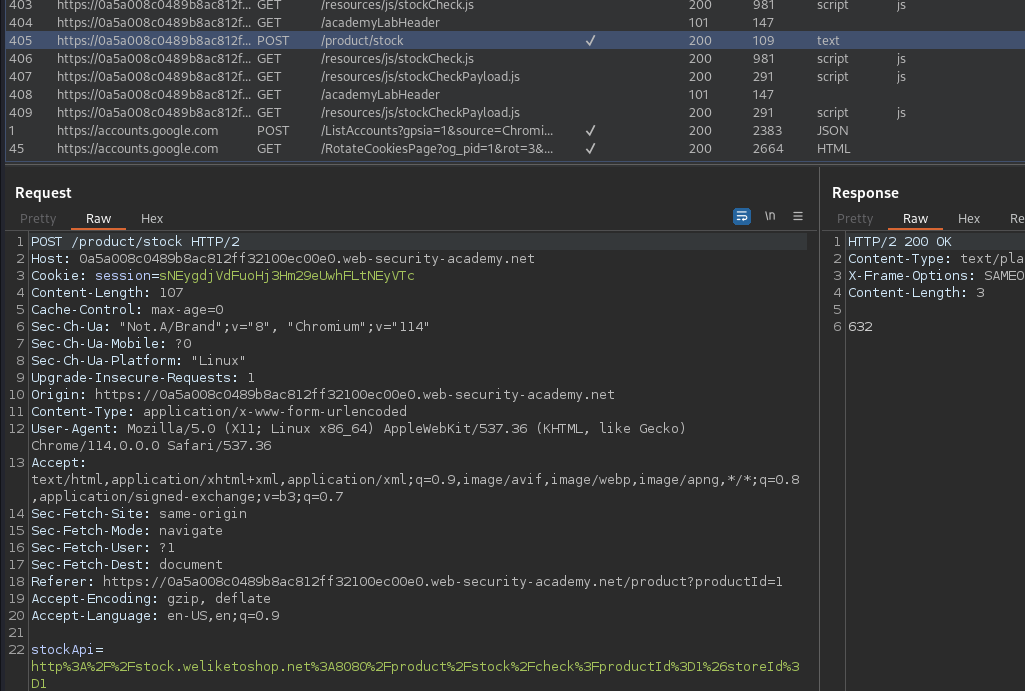 403 https://0a5a008c0489b8ac812f... GET /resources/js/stockCheck.js 200 981 script js
404 https://0a5a008c0489b8ac812f... GET /academyLabHeader 101 147
405 https://0a5a008c0489b8ac812f... POST /product/stock ✓ 200 109 text
406 https://0a5a008c0489b8ac812f... GET /resources/js/stockCheck.js 200 981 script js
407 https://0a5a008c0489b8ac812f... GET /resources/js/stockCheckPayload.js 200 291 script js
408 https://0a5a008c0489b8ac812f... GET /academyLabHeader 101 147
409 https://0a5a008c0489b8ac812f... GET /resources/js/stockCheckPayload.js 200 291 script js
1 https://accounts.google.com POST /ListAccounts?gpsia=1&source=Chromi... ✓ 200 2383 JSON
45 https://accounts.google.com GET /RotateCookiesPage?og_pid=1&rot=3&... ✓ 200 2664 HTML
Request
Pretty Raw Hex \n
1 POST /product/stock HTTP/2
2 Host: 0a5a008c0489b8ac812ff32100ec00e0.web-security-academy.net
3 Cookie: session=sNEygdjVdFuoHj3Hm29eUwhFLtNEyVTc
4 Content-Length: 107
5 Cache-Control: max-age=0
6 Sec-Ch-Ua: "Not.A/Brand";v="8", "Chromium";v="114"
7 Sec-Ch-Ua-Mobile: ?0
8 Sec-Ch-Ua-Platform: "Linux"
9 Upgrade-Insecure-Requests: 1
10 Origin: https://0a5a008c0489b8ac812ff32100ec00e0.web-security-academy.net
11 Content-Type: application/x-www-form-urlencoded
12 User-Agent: Mozilla/5.0 (X11; Linux x86_64) AppleWebKit/537.36 (KHTML, like Gecko)
Chrome/114.0.0.0 Safari/537.36
13 Accept:
text/html,application/xhtml+xml,application/xml;q=0.9,image/avif,image/webp,image/apng,*/*;q=0.8
,application/signed-exchange;v=b3;q=0.7
14 Sec-Fetch-Site: same-origin
15 Sec-Fetch-Mode: navigate
16 Sec-Fetch-User: ?1
17 Sec-Fetch-Dest: document
18 Referer: https://0a5a008c0489b8ac812ff32100ec00e0.web-security-academy.net/product?productId=1
19 Accept-Encoding: gzip, deflate
20 Accept-Language: en-US,en;q=0.9
21
22 stockApi=
http%3A%2F%2Fstock.weliketoshop.net%3A8080%2Fproduct%2Fstock%2Fcheck%3FproductId%3D1%26storeId%3
D1
Response
Pretty Raw Hex Re
1 HTTP/2 200 OK
2 Content-Type: text/pla
3 X-Frame-Options: SAMEO
4 Content-Length: 3
5
6 632